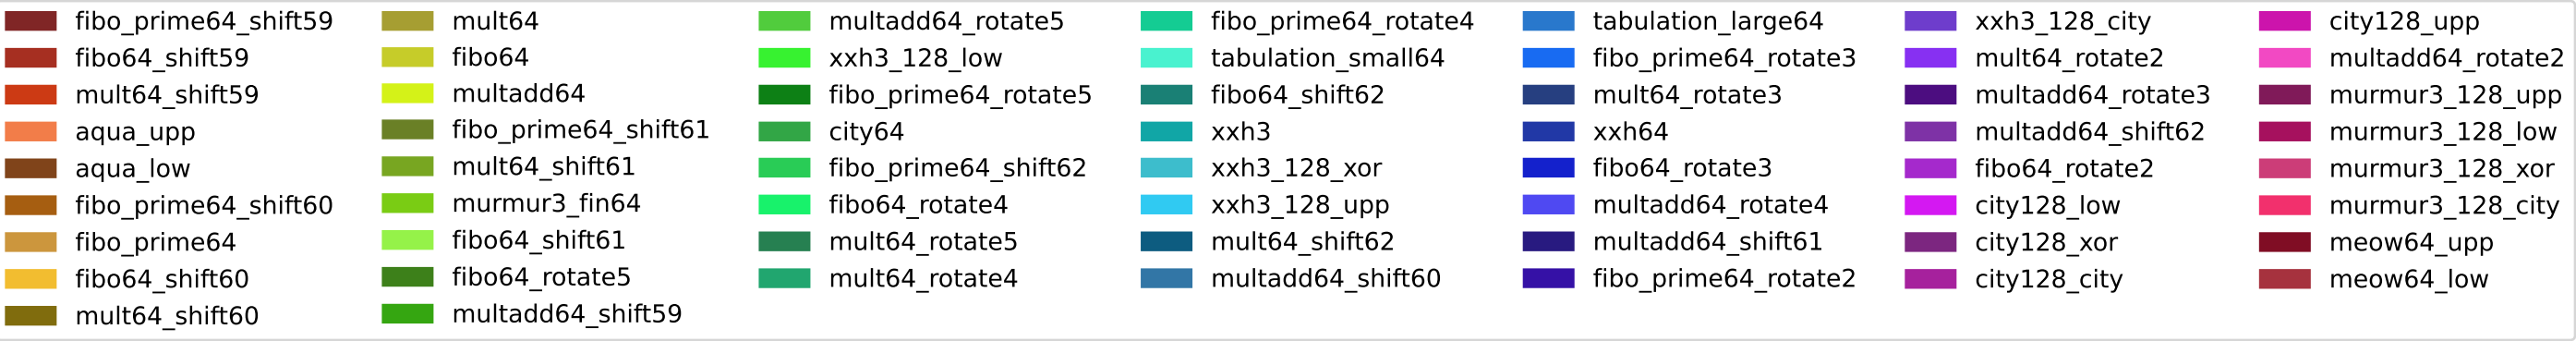 fibo_prime64_shift59
fibo64_shift59
mult64_shift59
aqua_upp
aqua_low
fibo_prime64_shift60
fibo_prime64
fibo64_shift60
mult64_shift60
mult64
fibo64
multadd64
fibo_prime64_shift61
mult64_shift61
murmur3_fin64
fibo64_shift61
fibo64_rotate5
multadd64_shift59
multadd64_rotate5
xxh3_128_low
fibo_prime64_rotate5
city64
fibo_prime64_shift62
fibo64_rotate4
mult64_rotate5
mult64_rotate4
fibo_prime64_rotate4
tabulation_small64
fibo64_shift62
xxh3
xxh3_128_xor
xxh3_128_upp
mult64_shift62
multadd64_shift60
tabulation_large64
fibo_prime64_rotate3
mult64_rotate3
xxh64
fibo64_rotate3
multadd64_rotate4
multadd64_shift61
fibo_prime64_rotate2
xxh3_128_city
mult64_rotate2
multadd64_rotate3
multadd64_shift62
fibo64_rotate2
city128_low
city128_xor
city128_city
city128_upp
multadd64_rotate2
murmur3_128_upp
murmur3_128_low
murmur3_128_xor
murmur3_128_city
meow64_upp
meow64_low